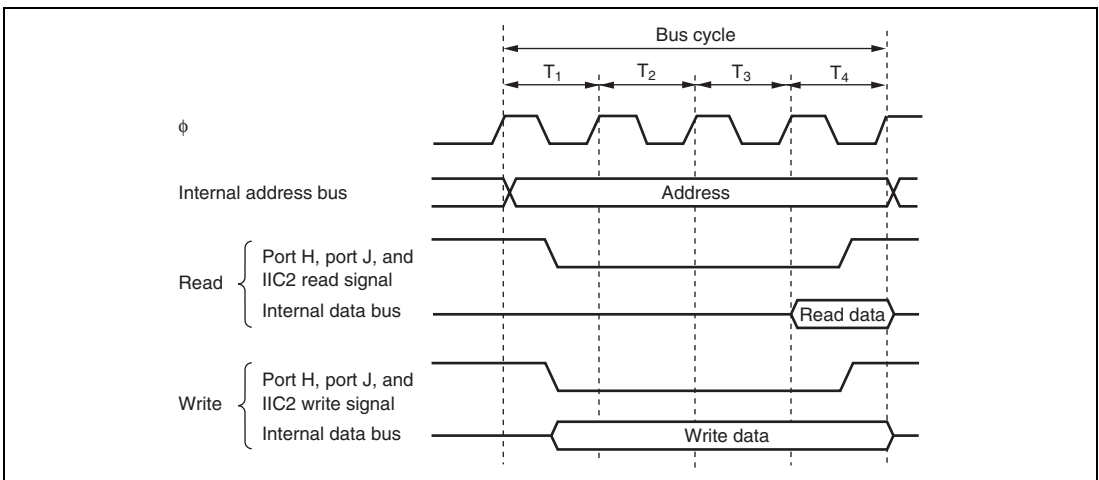 Bus cycle
T₁ T₂ T₃ T₄
φ
Internal address bus
Address
Read
Port H, port J, and
IIC2 read signal
Internal data bus
Read data
Write
Port H, port J, and
IIC2 write signal
Internal data bus
Write data